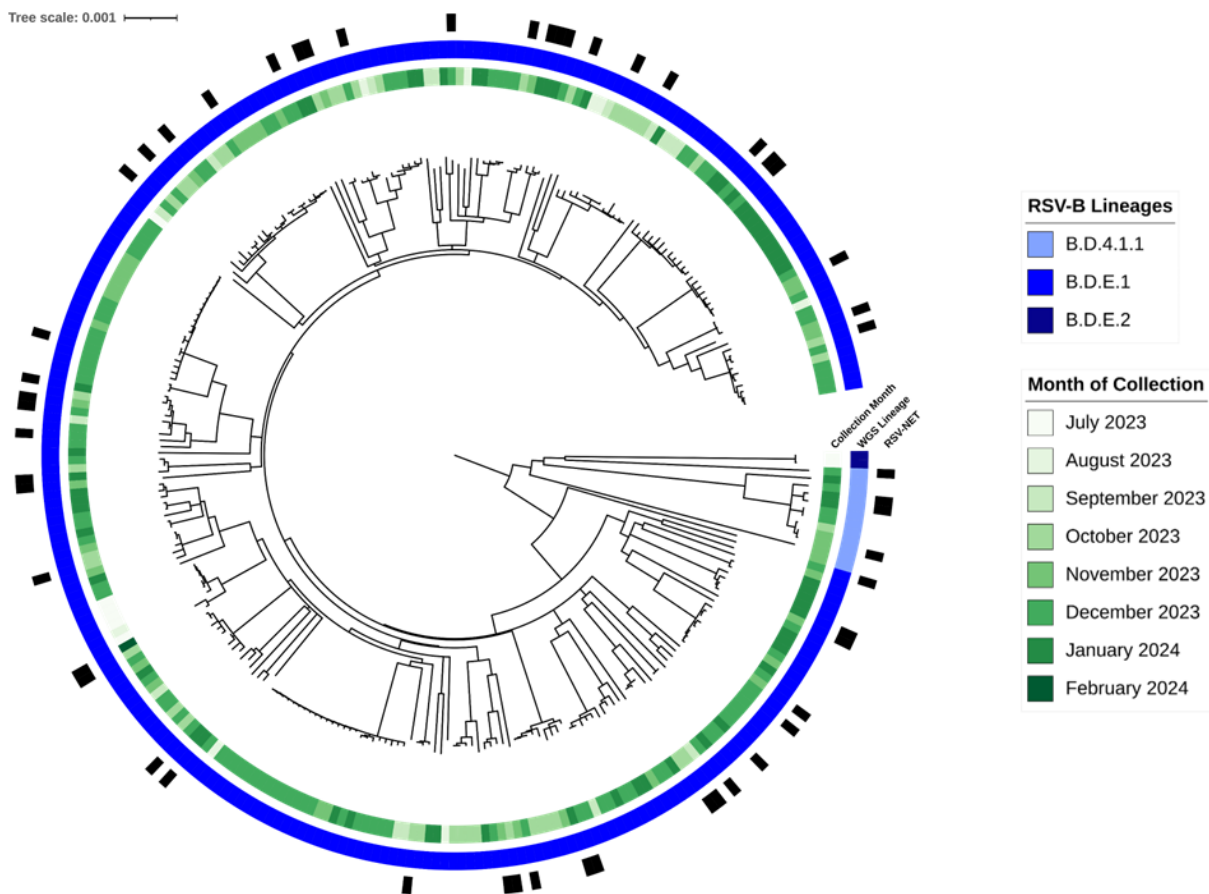 Tree scale: 0.001
RSV-B Lineages
B.D.4.1.1
B.D.E.1
B.D.E.2
Month of Collection
July 2023
August 2023
September 2023
October 2023
November 2023
December 2023
January 2024
February 2024
Collection Month
WGS Lineage
RSV-NET